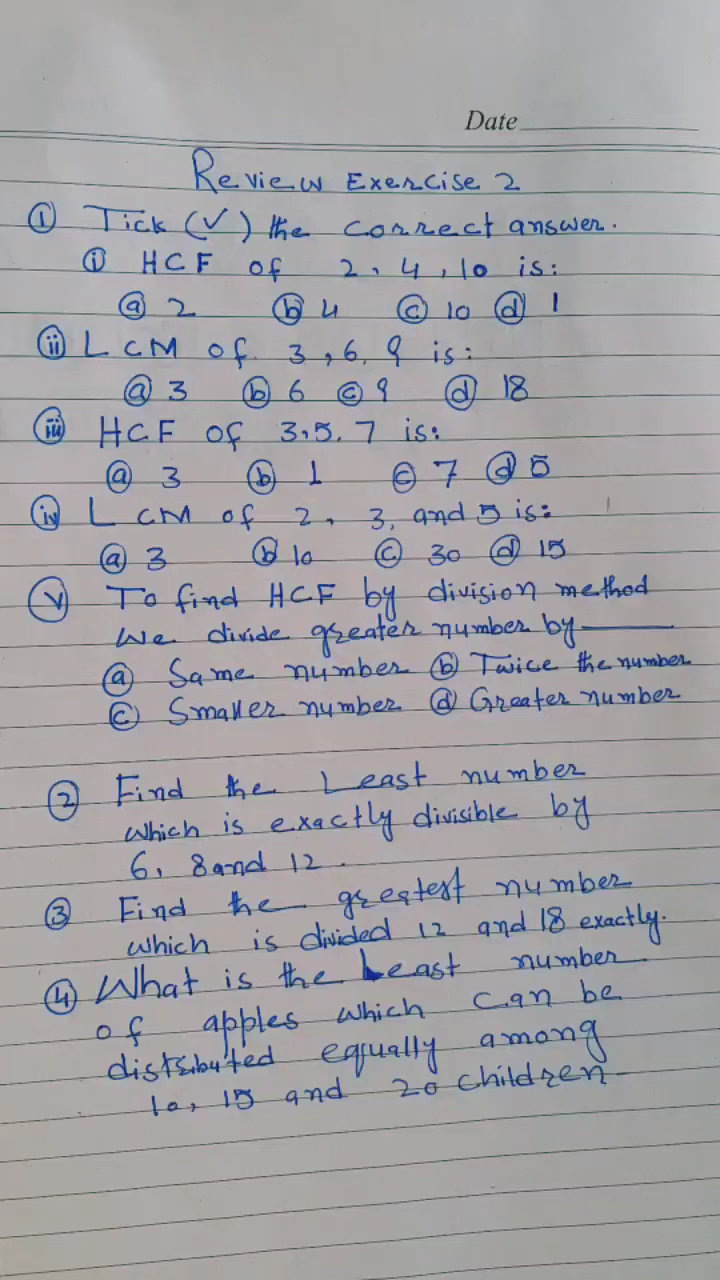 Date
Review Exercise 2
① Tick (✓) the correct answer.
ⓘ HCF of 2, 4, 10 is:
ⓐ 2 ⓑ 4 ⓒ 10 ⓓ 1
ⓘⓘ LCM of 3, 6, 9 is:
ⓐ 3 ⓑ 6 ⓒ 9 ⓓ 18
ⓘⓘⓘ HCF of 3, 5, 7 is:
ⓐ 3 ⓑ 1 ⓒ 7 ⓓ 5
ⓘⓥ LCM of 2, 3, and 5 is:
ⓐ 3 ⓑ 10 ⓒ 30 ⓓ 15
ⓥ To find HCF by division method
We divide greater number by ______
ⓐ Same number ⓑ Twice the number
ⓒ Smaller number ⓓ Greater number
② Find the Least number
which is exactly divisible by
6, 8 and 12.
③ Find the greatest number
which is divided 12 and 18 exactly.
④ What is the Least number
of apples which can be
distributed equally among
10, 15 and 20 children